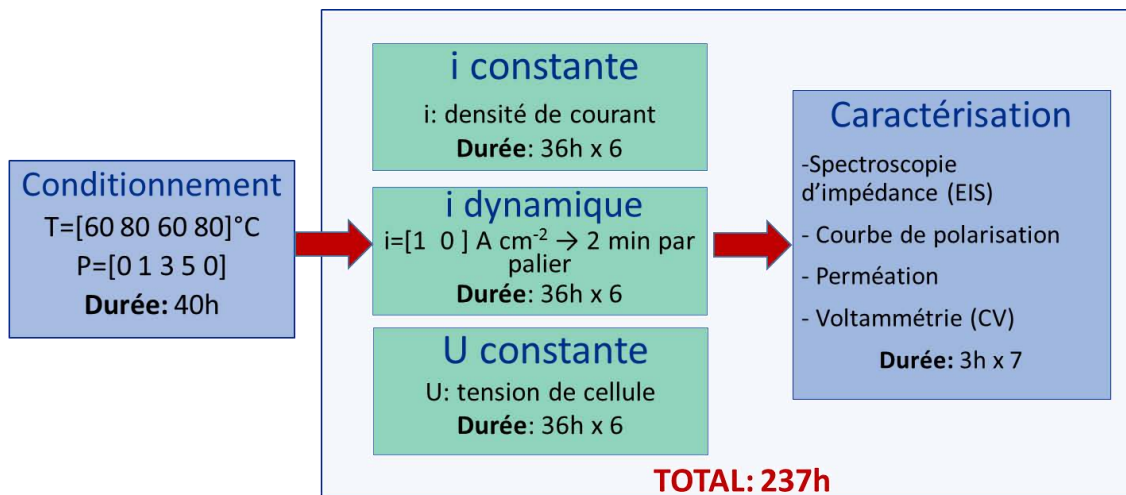 Conditionnement
T=[60 80 60 80]°C
P=[0 1 3 5 0]
Durée: 40h
i constante
i: densité de courant
Durée: 36h x 6
i dynamique
i=[1 0 ] A cm-2 → 2 min par
palier
Durée: 36h x 6
U constante
U: tension de cellule
Durée: 36h x 6
Caractérisation
-Spectroscopie
d'impédance (EIS)
- Courbe de polarisation
- Perméation
- Voltammétrie (CV)
Durée: 3h x 7
TOTAL: 237h